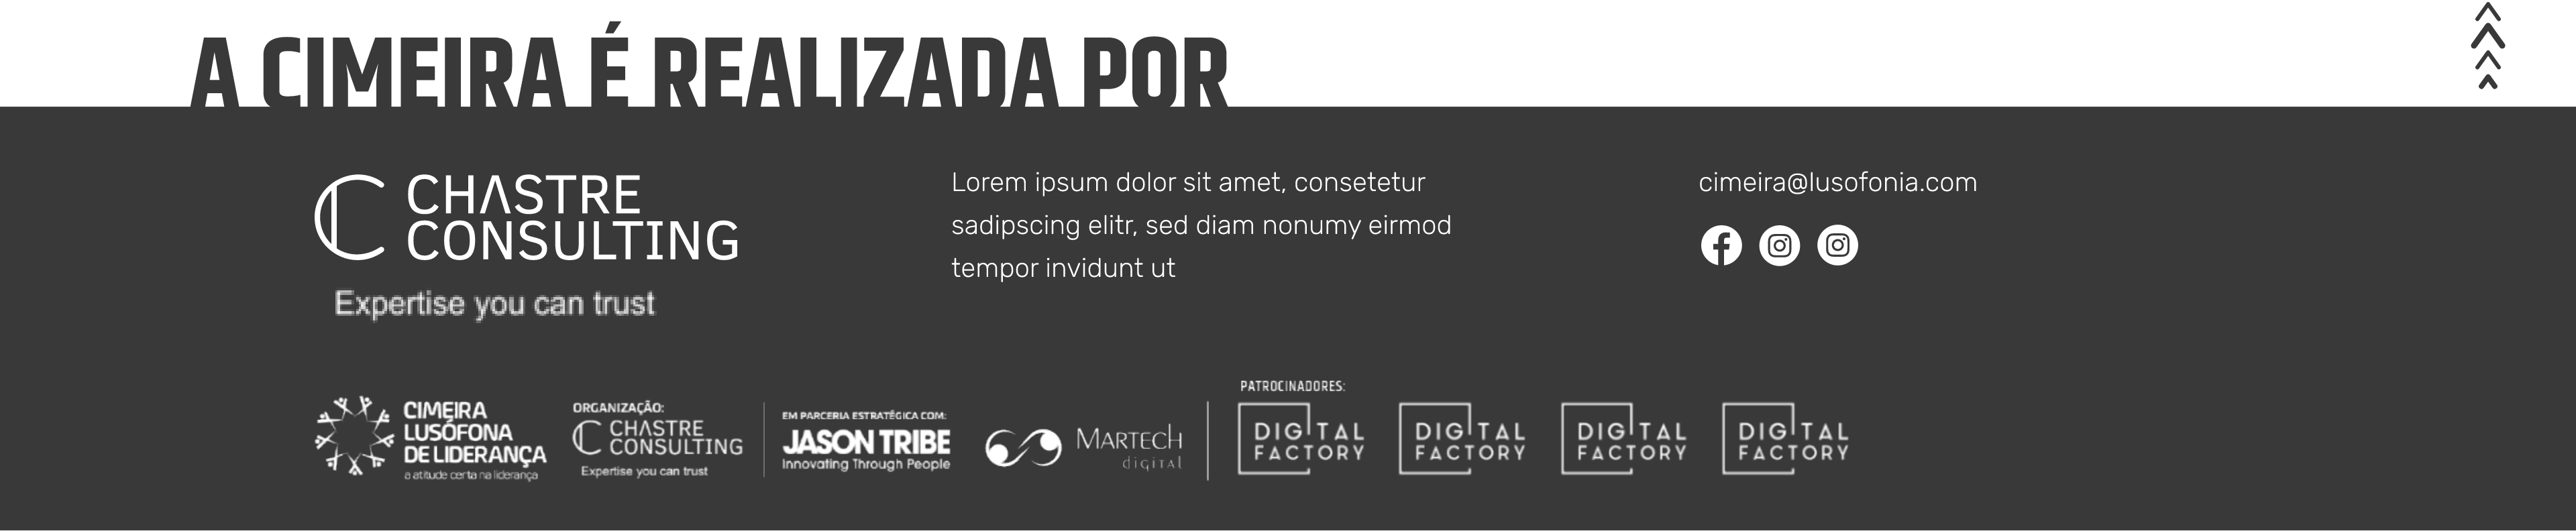 A CIMEIRA É REALIZADA POR
CHASTRE
CONSULTING
Expertise you can trust
Lorem ipsum dolor sit amet, consetetur
sadipscing elitr, sed diam nonumy eirmod
tempor invidunt ut
cimeira@lusofonia.com
CIMEIRA
LUSÓFONA
DE LIDERANÇA
a atitude certa na liderança
ORGANIZAÇÃO:
CHASTRE
CONSULTING
Expertise you can trust
EM PARCERIA ESTRATÉGICA COM:
JASON TRIBE
Innovating Through People
MARTECH
digital
PATROCINADORES:
DIGITAL
FACTORY
DIGITAL
FACTORY
DIGITAL
FACTORY
DIGITAL
FACTORY